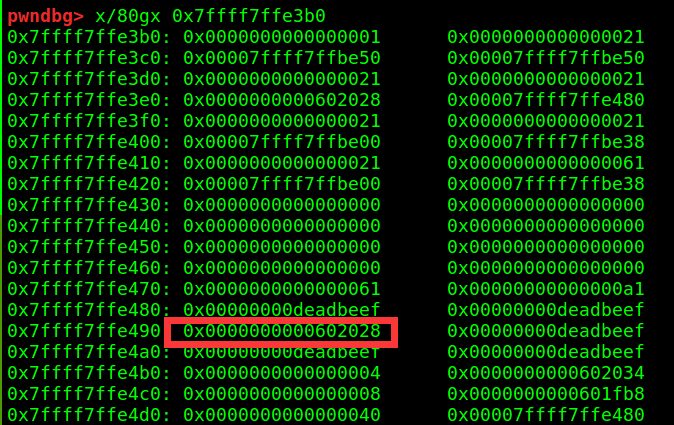 pwndbg> x/80gx 0x7ffff7ffe3b0
0x7ffff7ffe3b0: 0x0000000000000001 0x0000000000000021
0x7ffff7ffe3c0: 0x00007ffff7ffbe50 0x00007ffff7ffbe50
0x7ffff7ffe3d0: 0x0000000000000021 0x0000000000000021
0x7ffff7ffe3e0: 0x0000000000602028 0x00007ffff7ffe480
0x7ffff7ffe3f0: 0x0000000000000021 0x0000000000000021
0x7ffff7ffe400: 0x00007ffff7ffbe00 0x00007ffff7ffbe38
0x7ffff7ffe410: 0x0000000000000021 0x0000000000000061
0x7ffff7ffe420: 0x00007ffff7ffbe00 0x00007ffff7ffbe38
0x7ffff7ffe430: 0x0000000000000000 0x0000000000000000
0x7ffff7ffe440: 0x0000000000000000 0x0000000000000000
0x7ffff7ffe450: 0x0000000000000000 0x0000000000000000
0x7ffff7ffe460: 0x0000000000000000 0x0000000000000000
0x7ffff7ffe470: 0x0000000000000061 0x00000000000000a1
0x7ffff7ffe480: 0x00000000deadbeef 0x00000000deadbeef
0x7ffff7ffe490 0x0000000000602028 0x00000000deadbeef
0x7ffff7ffe4a0: 0x00000000deadbeef 0x00000000deadbeef
0x7ffff7ffe4b0: 0x0000000000000004 0x0000000000602034
0x7ffff7ffe4c0: 0x0000000000000008 0x0000000000601fb8
0x7ffff7ffe4d0: 0x0000000000000040 0x00007ffff7ffe480